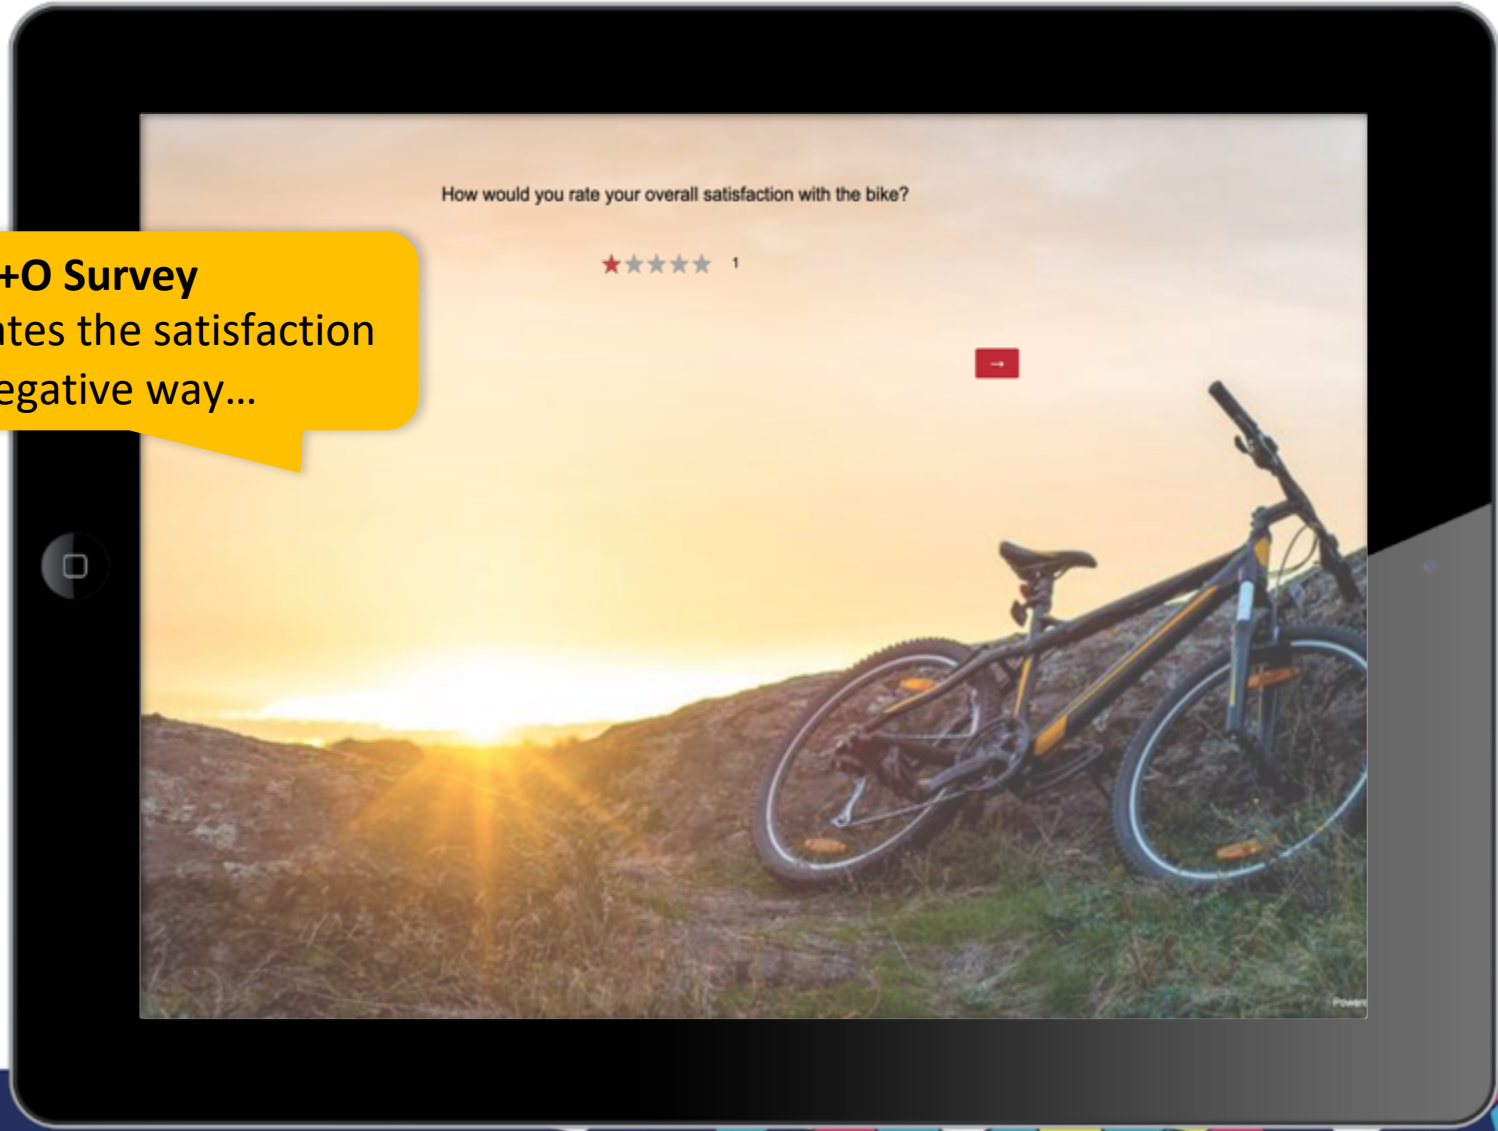 How would you rate your overall satisfaction with the bike?
1
+O Survey
ates the satisfaction
egative way...
→